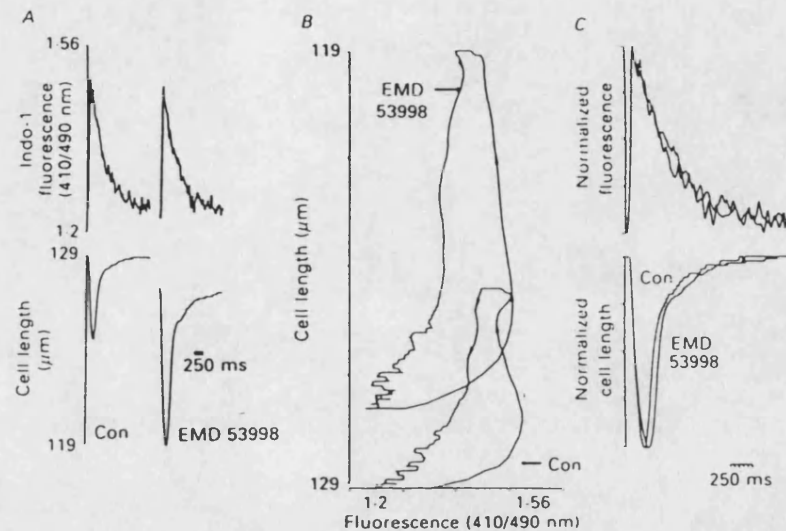 A
1·56
Indo-1
fluorescence
(410/490 nm)
1·2
129
Cell length
(μm)
119
Con
250 ms
EMD 53998
B
119
EMD
53998
Cell length (μm)
129
Con
1·2
1·56
Fluorescence (410/490 nm)
C
Normalized
fluorescence
Con
Normalized
cell length
EMD
53998
250 ms